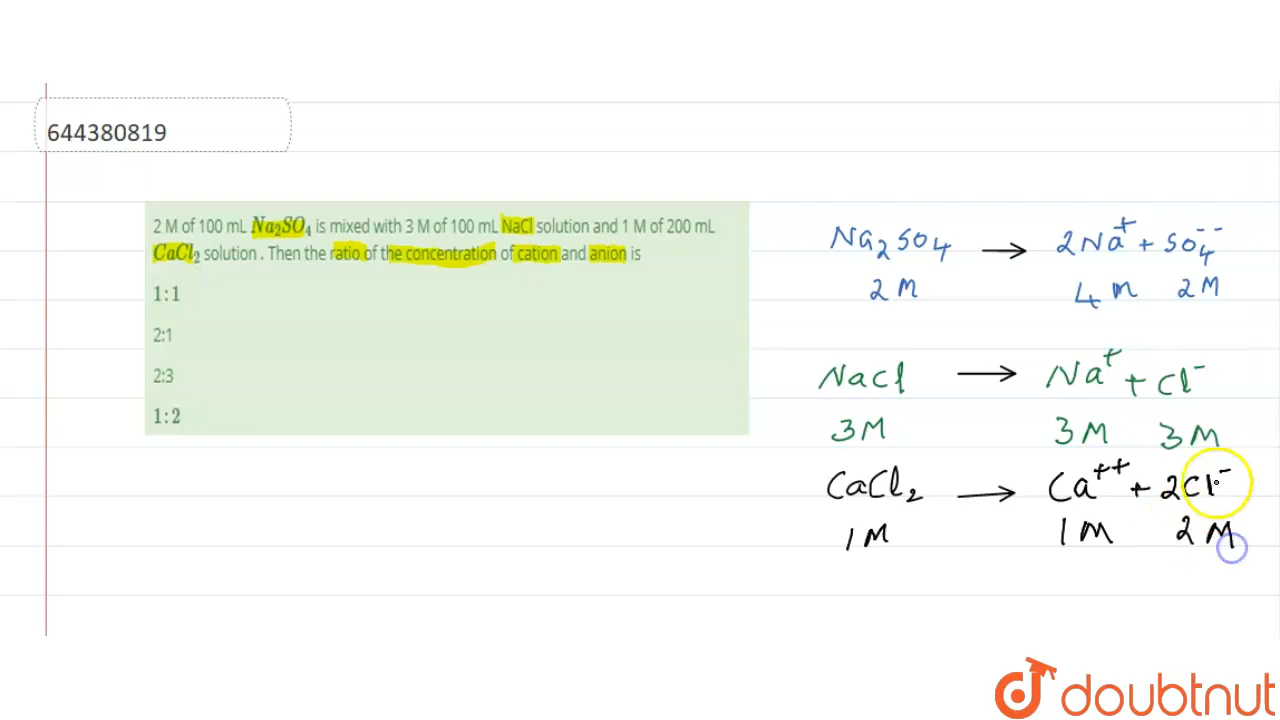 644380819
2 M of 100 mL Na₂SO₄ is mixed with 3 M of 100 mL NaCl solution and 1 M of 200 mL
CaCl₂ solution . Then the ratio of the concentration of cation and anion is
1 : 1
2:1
2:3
1 : 2
Na₂SO₄ → 2Na⁺ + SO₄⁻⁻
2 M 4 M 2 M
NaCl → Na⁺ + Cl⁻
3M 3M 3M
CaCl₂ → Ca⁺⁺ + 2Cl⁻
1M 1M 2M
doubtnut